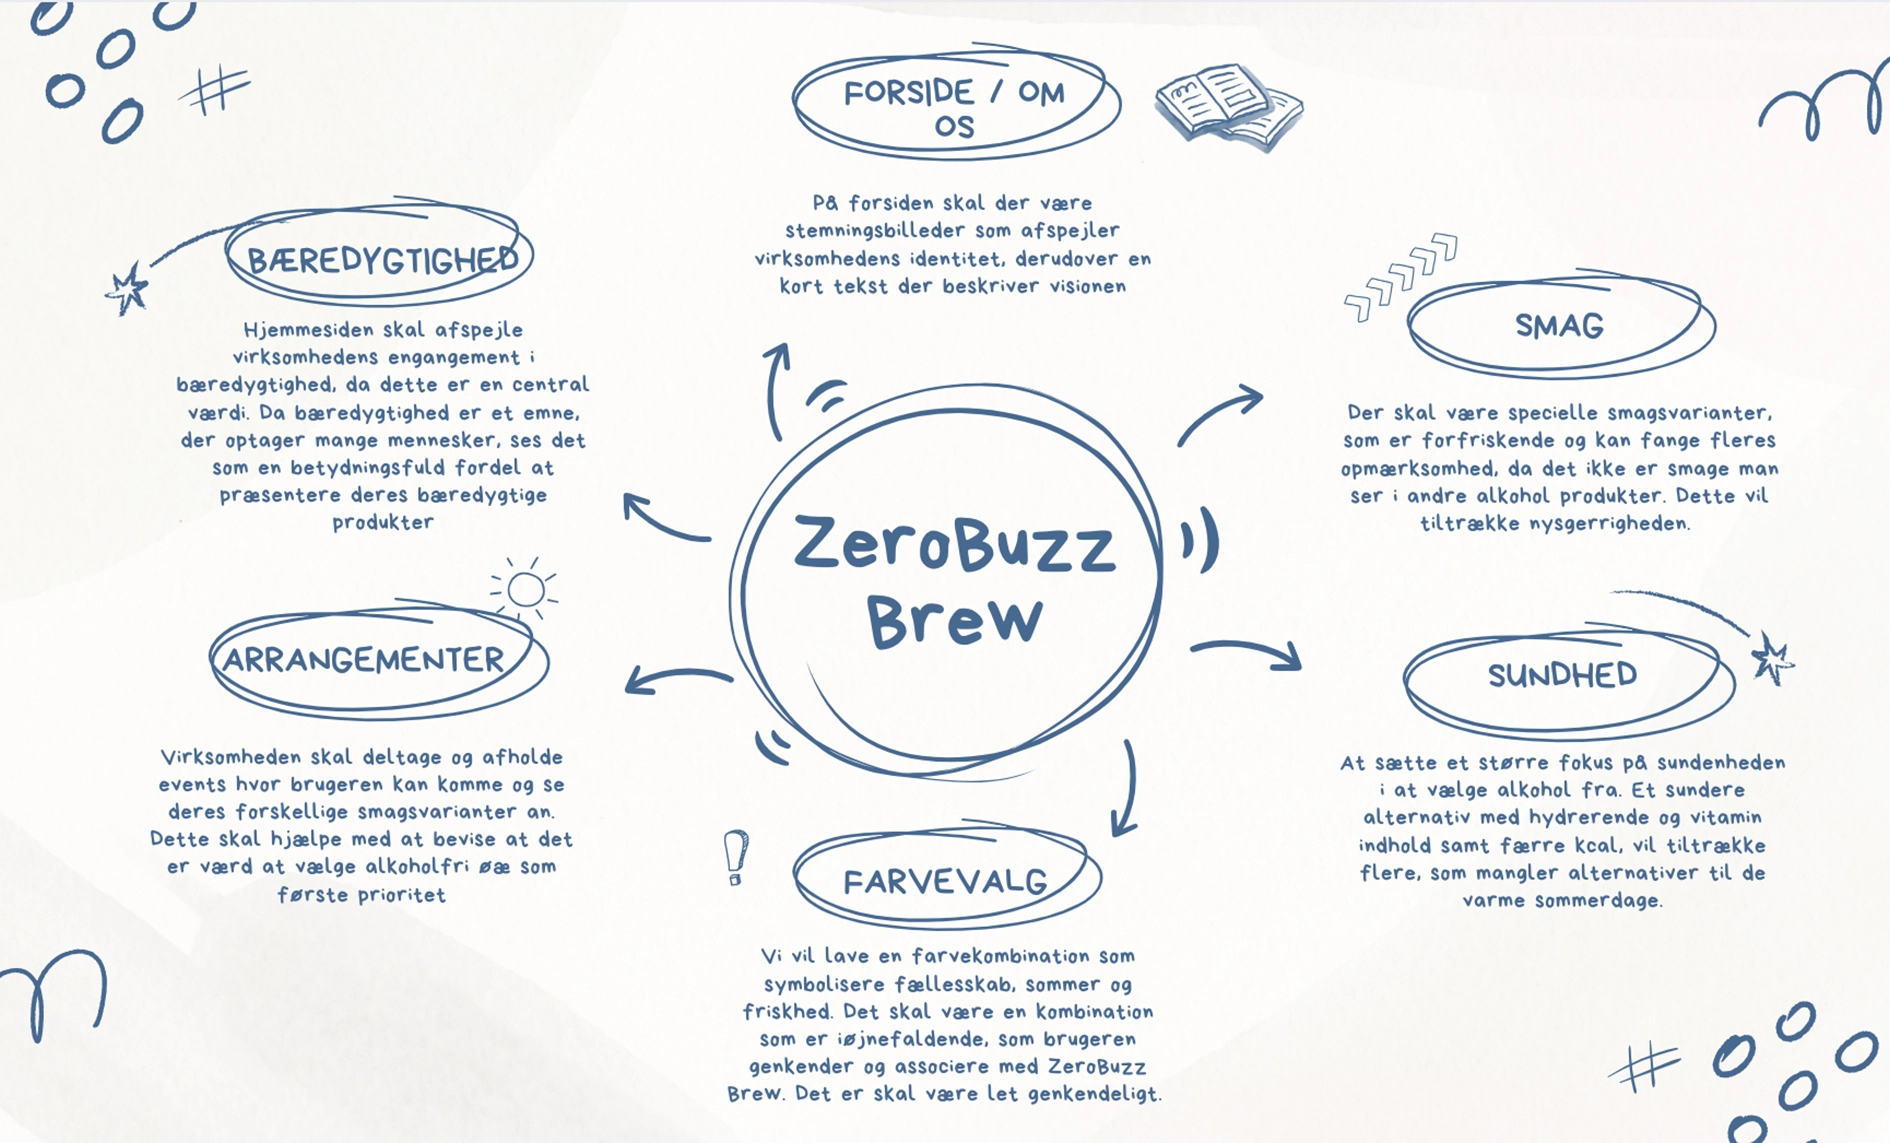 FORSIDE / OM
OS
På forsiden skal der være
stemningsbilleder som afspejler
virksomhedens identitet, derudover en
kort tekst der beskriver visionen
BÆREDYGTIGHED
Hjemmesiden skal afspejle
virksomhedens engangement i
bæredygtighed, da dette er en central
værdi. Da bæredygtighed er et emne,
der optager mange mennesker, ses det
som en betydningsfuld fordel at
præsentere deres bæredygtige
produkter
SMAG
Der skal være specielle smagsvarianter,
som er forfriskende og kan fange fleres
opmærksomhed, da det ikke er smage man
ser i andre alkohol produkter. Dette vil
tiltrække nysgerrigheden.
ZeroBuzz
Brew
ARRANGEMENTER
Virksomheden skal deltage og afholde
events hvor brugeren kan komme og se
deres forskellige smagsvarianter an.
Dette skal hjælpe med at bevise at det
er værd at vælge alkoholfri øæ som
første prioritet
SUNDHED
At sætte et større fokus på sundenheden
i at vælge alkohol fra. Et sundere
alternativ med hydrerende og vitamin
indhold samt færre kcal, vil tiltrække
flere, som mangler alternativer til de
varme sommerdage.
FARVEVALG
Vi vil lave en farvekombination som
symbolisere fællesskab, sommer og
friskhed. Det skal være en kombination
som er iøjnefaldende, som brugeren
genkender og associere med ZeroBuzz
Brew. Det er skal være let genkendeligt.